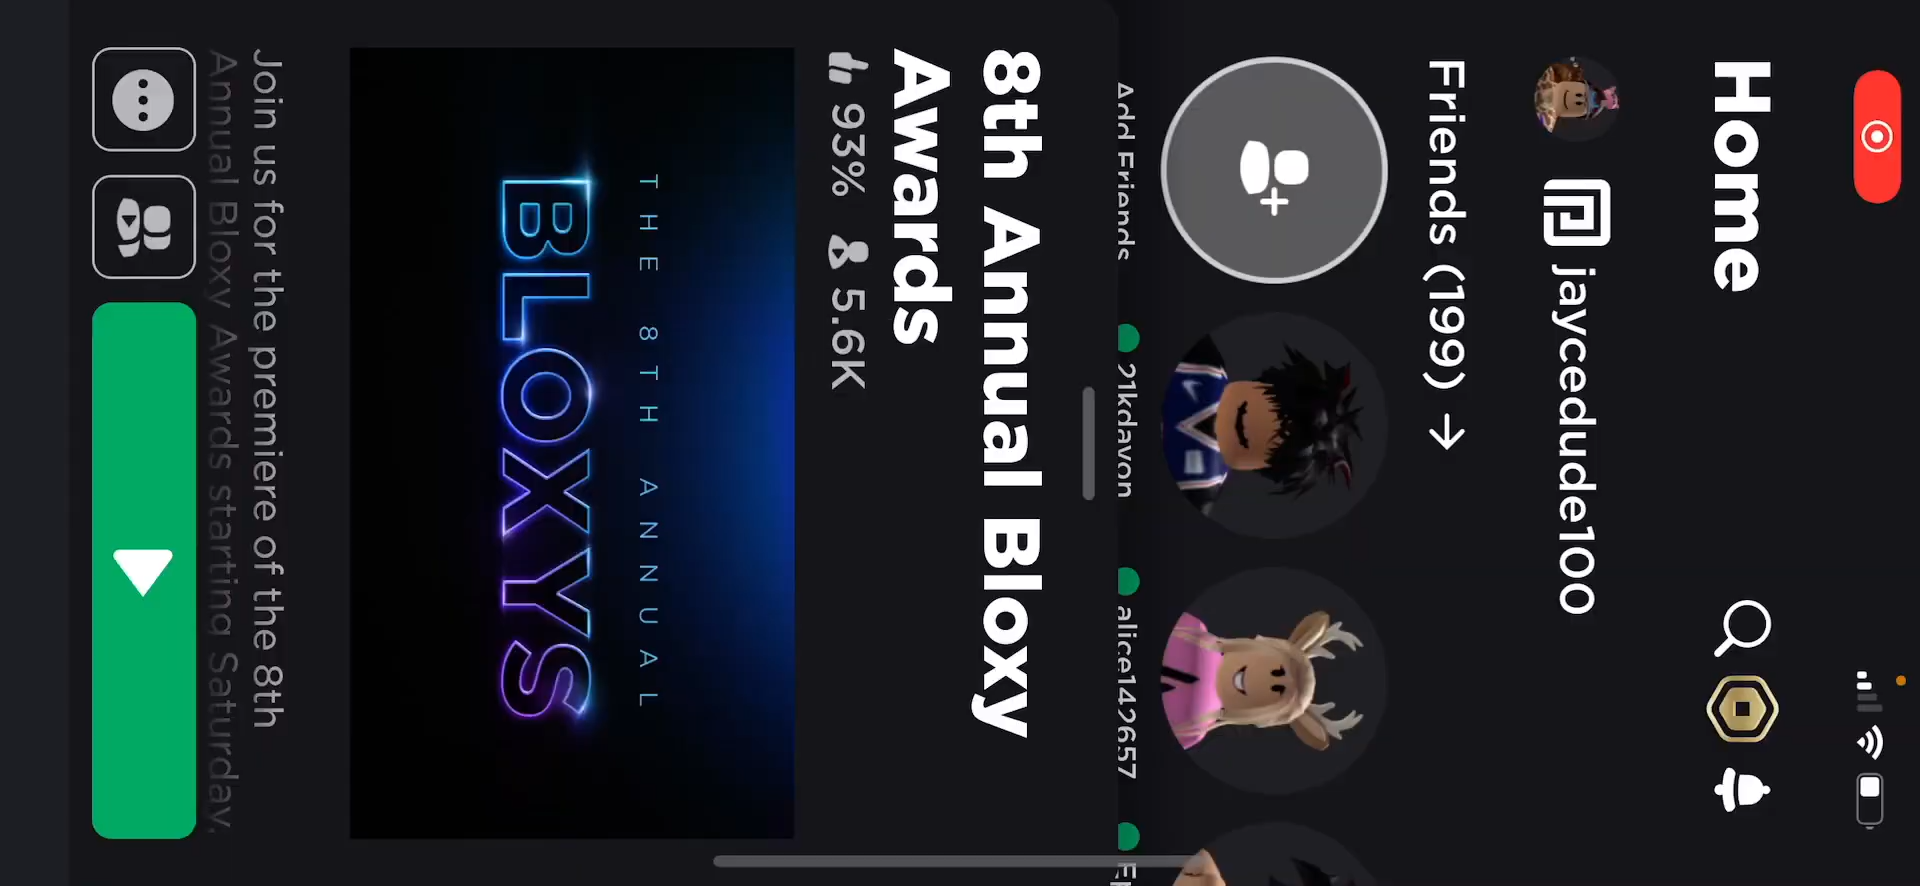 Home
jaycedude100
Friends (199) →
Add Friends
21kdavon
alice142657
8th Annual Bloxy
Awards
93% 5.6K
THE 8TH ANNUAL
BLOXYS
Join us for the premiere of the 8th
Annual Bloxy Awards starting Saturday,